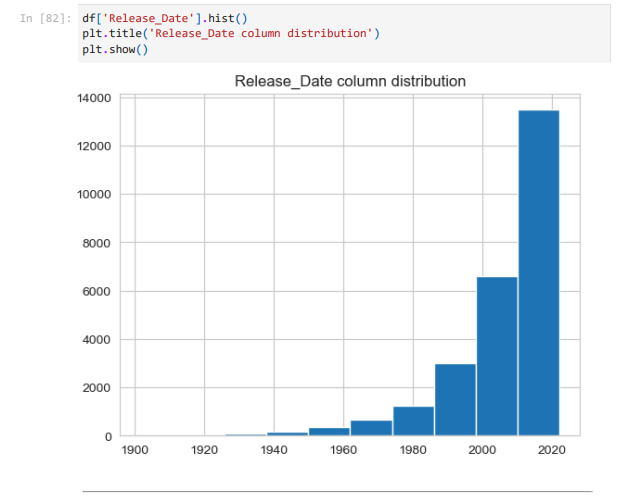 In [82]: df['Release_Date'].hist()
plt.title('Release_Date column distribution')
plt.show()
Release_Date column distribution
14000
12000
10000
8000
6000
4000
2000
0
1900 1920 1940 1960 1980 2000 2020